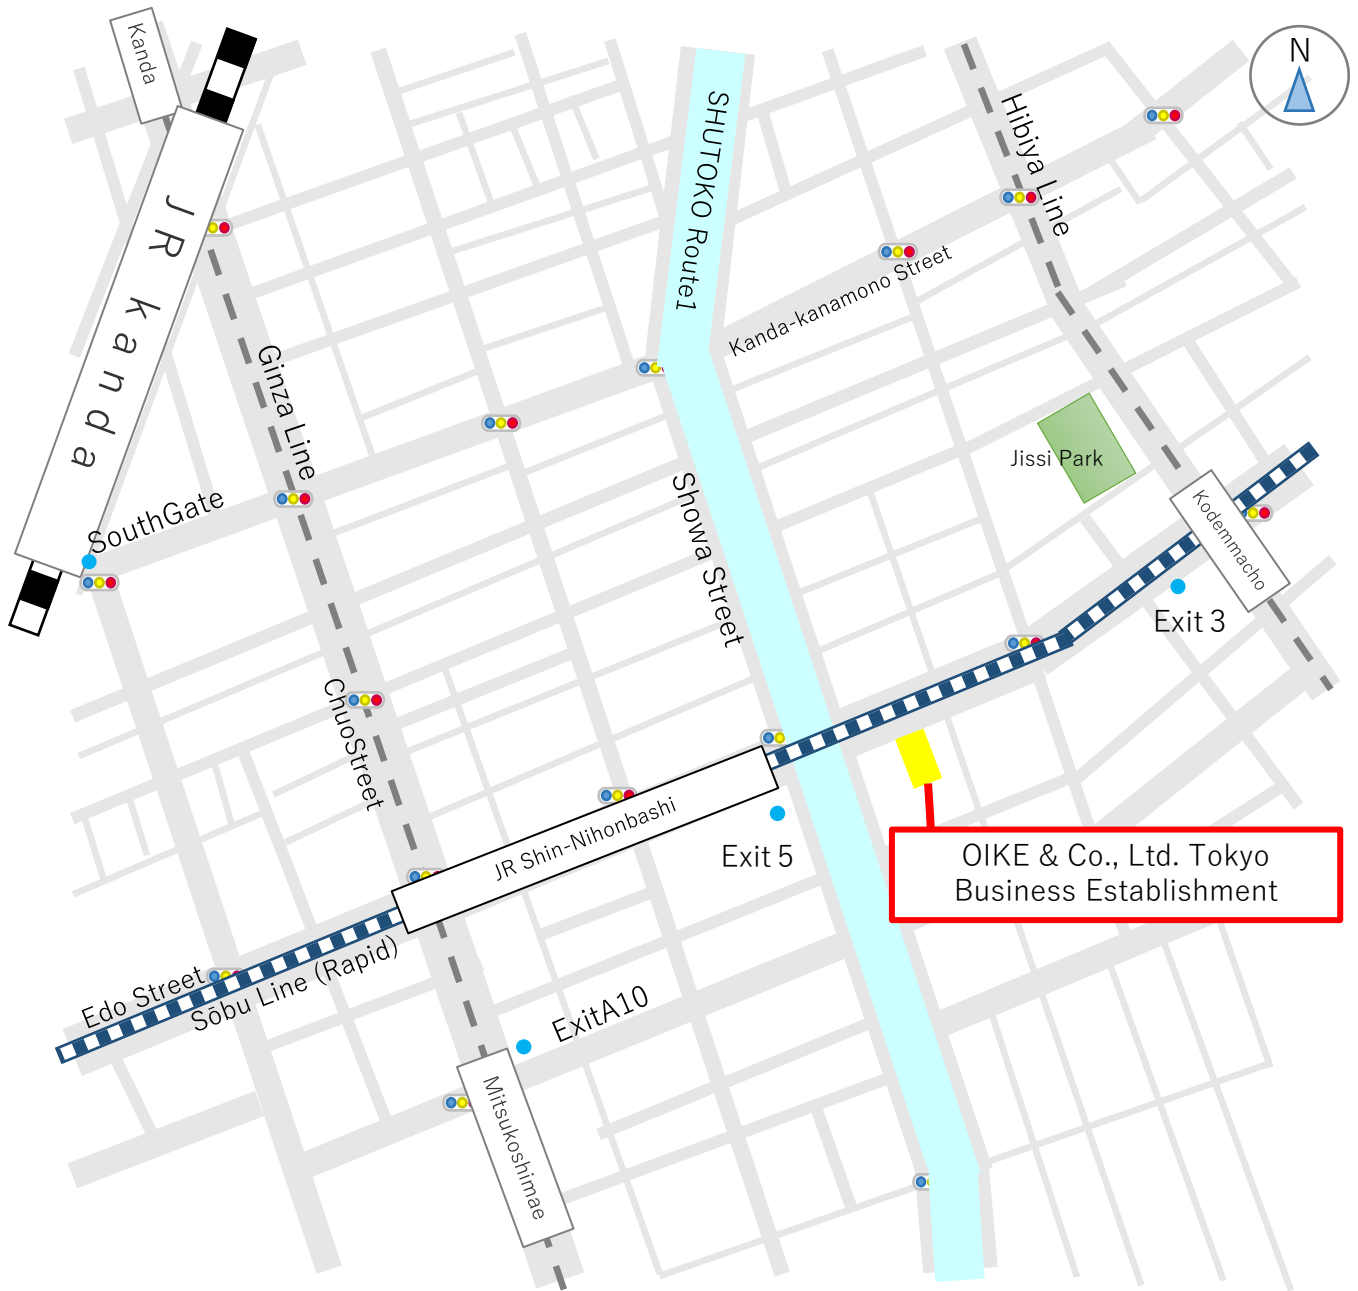 Kanda
N
SHUTOKO Route1
Hibiya Line
JR kanda
Kanda-kanamono Street
Ginza Line
Jissi Park
SouthGate
Showa Street
Kodemmacho
Exit 3
ChuoStreet
JR Shin-Nihonbashi
Exit 5
OIKE & Co., Ltd. Tokyo
Business Establishment
Edo Street
Sōbu Line (Rapid)
ExitA10
Mitsukoshimae